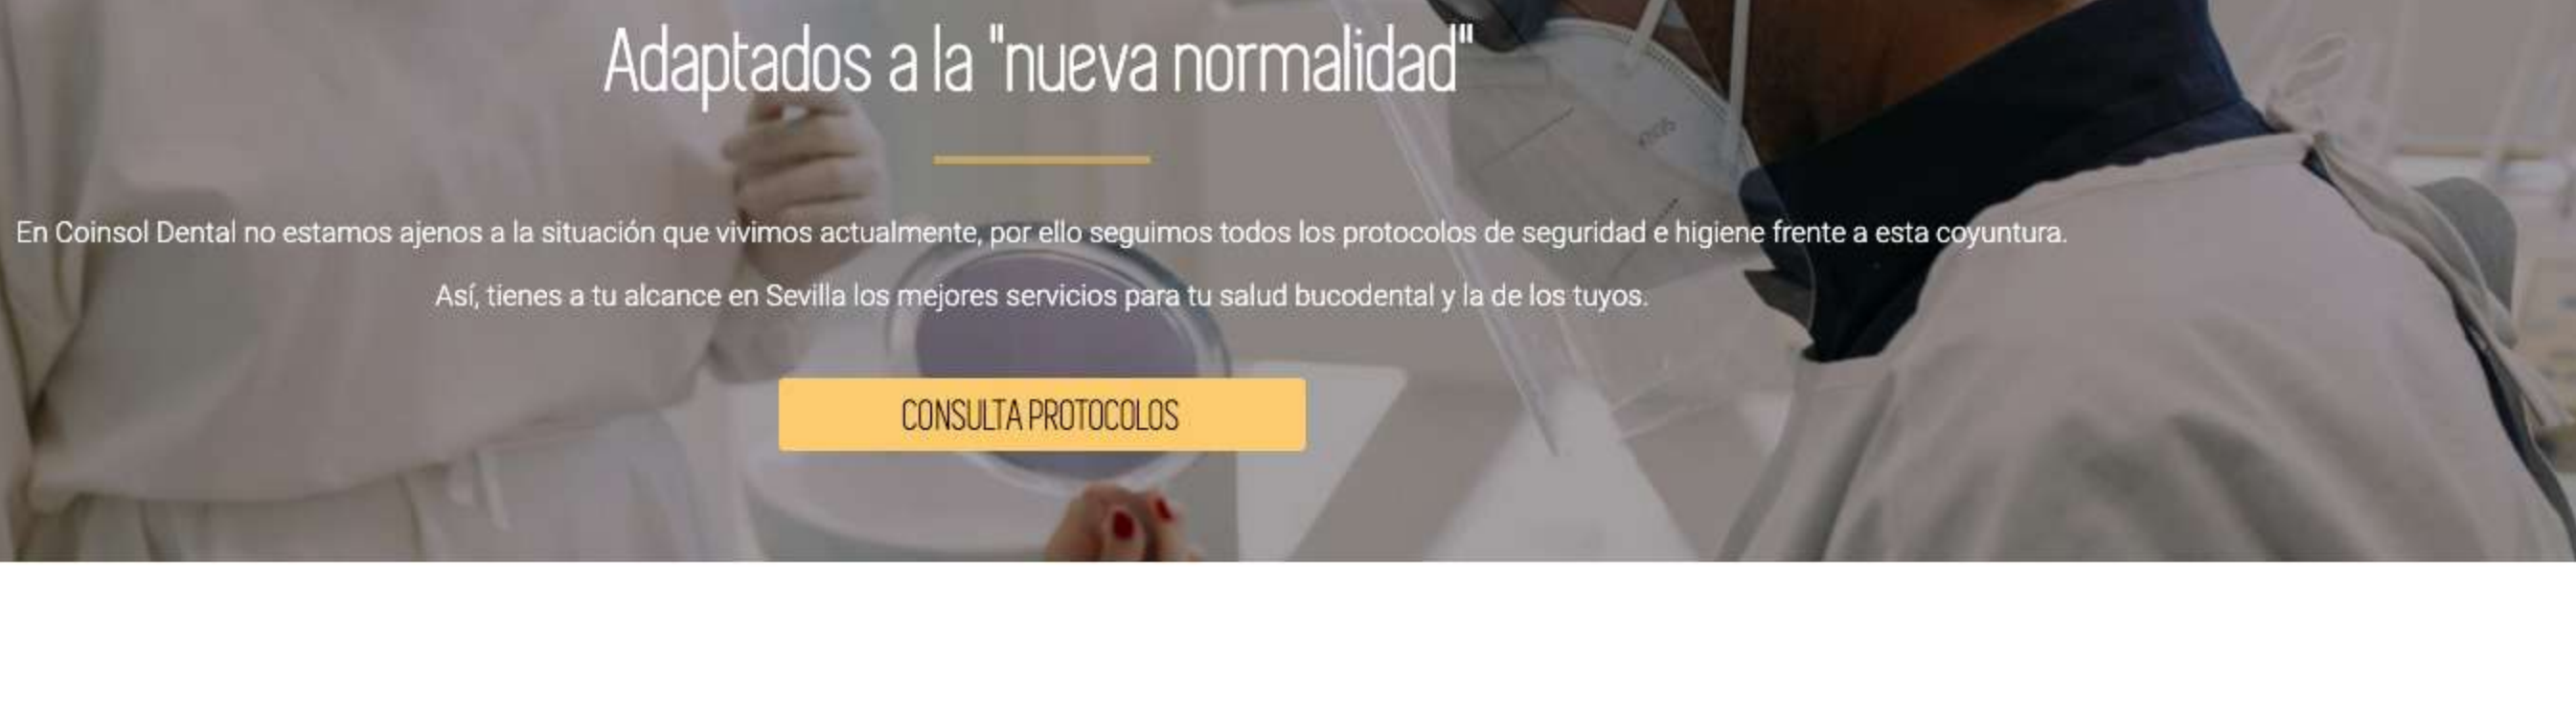 Adaptados a la "nueva normalidad"
En Coinsol Dental no estamos ajenos a la situación que vivimos actualmente, por ello seguimos todos los protocolos de seguridad e higiene frente a esta coyuntura.
Así, tienes a tu alcance en Sevilla los mejores servicios para tu salud bucodental y la de los tuyos.
CONSULTA PROTOCOLOS